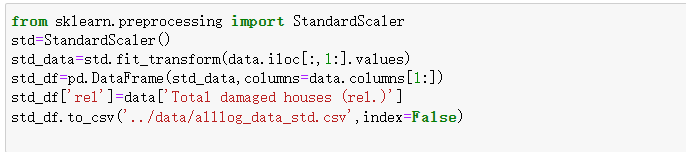 from sklearn.preprocessing import StandardScaler
std=StandardScaler()
std_data=std.fit_transform(data.iloc[:,1:].values)
std_df=pd.DataFrame(std_data,columns=data.columns[1:])
std_df['rel']=data['Total damaged houses (rel.)']
std_df.to_csv('../data/alllog_data_std.csv',index=False)